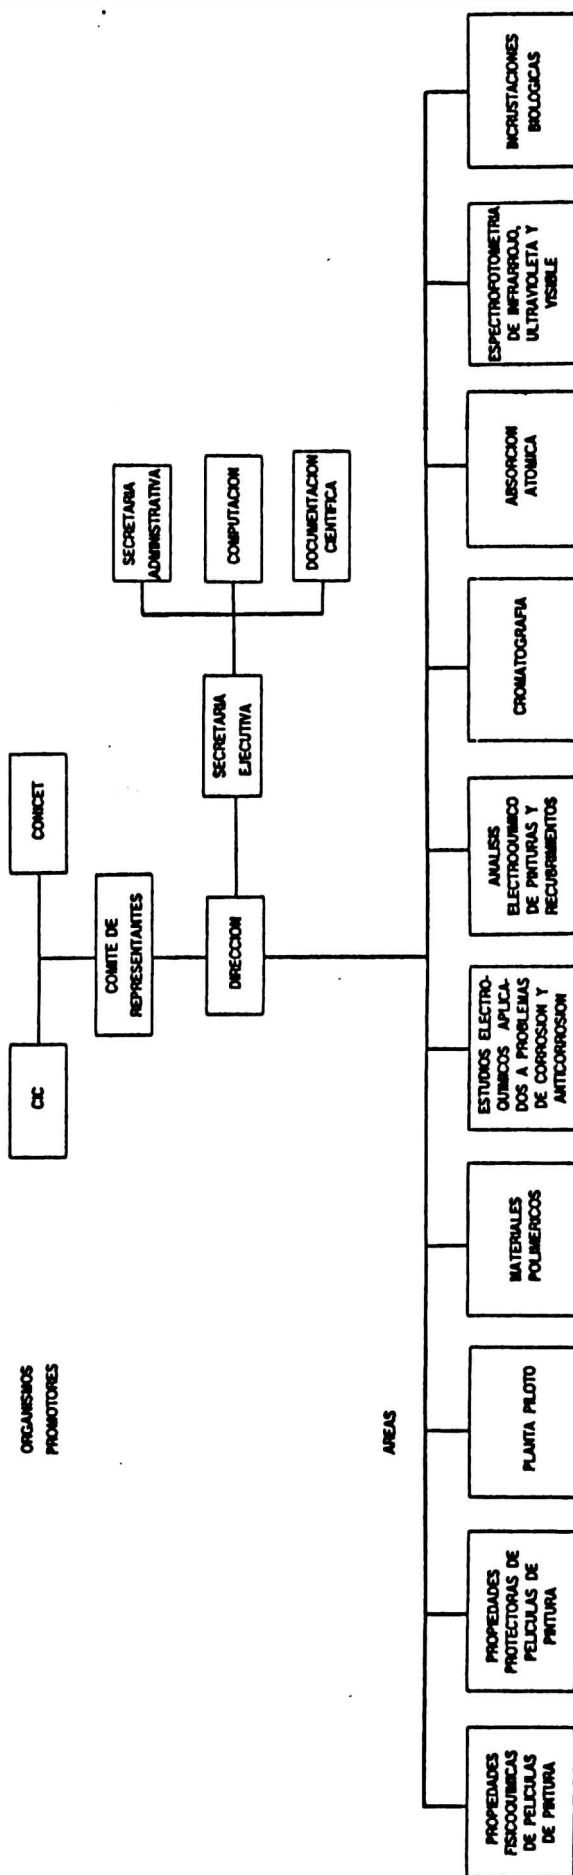 ORGANISMOS
PROMOTORES
CIC
CONICET
COMITE DE
REPRESENTANTES
DIRECCION
SECRETARIA
EJECUTIVA
SECRETARIA
ADMINISTRATIVA
COMPUTACION
DOCUMENTACION
CIENTIFICA
AREAS
PROPIEDADES
FISICOQUIMICAS
DE PELICULAS
DE PINTURA
PROPIEDADES
PROTECTORAS DE
PELICULAS DE
PINTURA
PLANTA PILOTO
MATERIALES
POLIMERICOS
ESTUDIOS ELECTRO-
QUIMICOS APLICA-
DOS A PROBLEMAS
DE CORROSION Y
ANTICORROSION
ANALISIS
ELECTROQUIMICO
DE PINTURAS Y
RECUBRIMIENTOS
CROMATOGRAFIA
ABSORCION
ATOMICA
ESPECTROFOTOMETRIA
DE INFRARROJO,
ULTRAVIOLETA Y
VISIBLE
INCRUSTACIONES
BIOLOGICAS